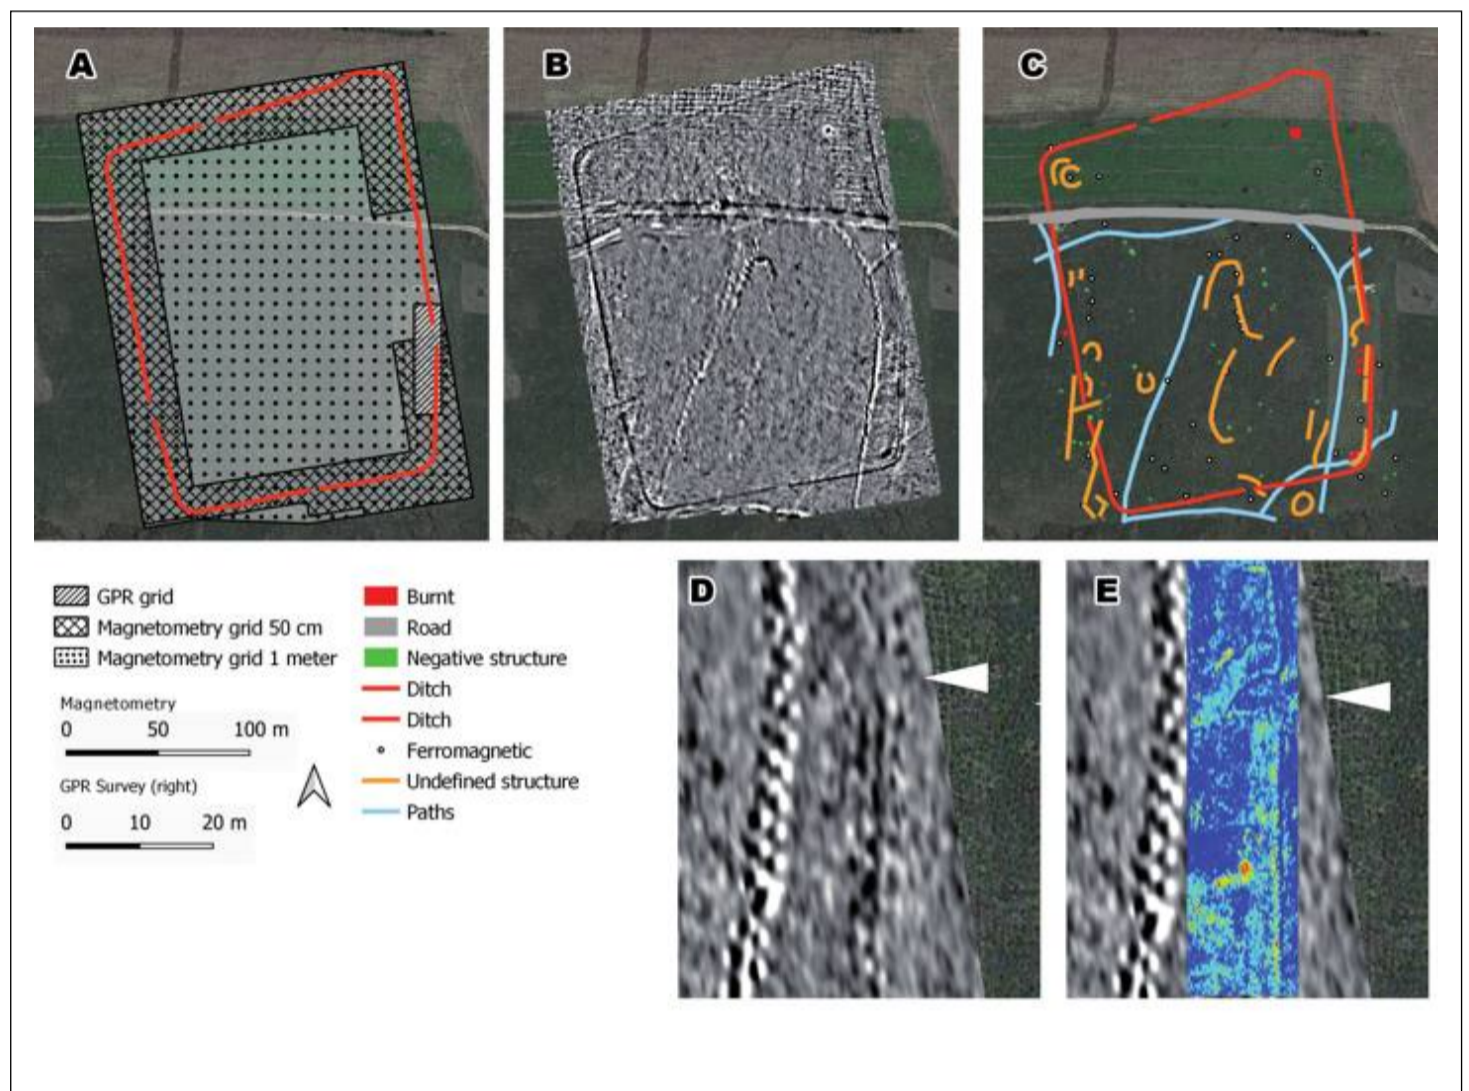 A
B
C
GPR grid
Magnetometry grid 50 cm
Magnetometry grid 1 meter
Magnetometry
0 50 100 m
GPR Survey (right)
0 10 20 m
Burnt
Road
Negative structure
Ditch
Ditch
Ferromagnetic
Undefined structure
Paths
D
E